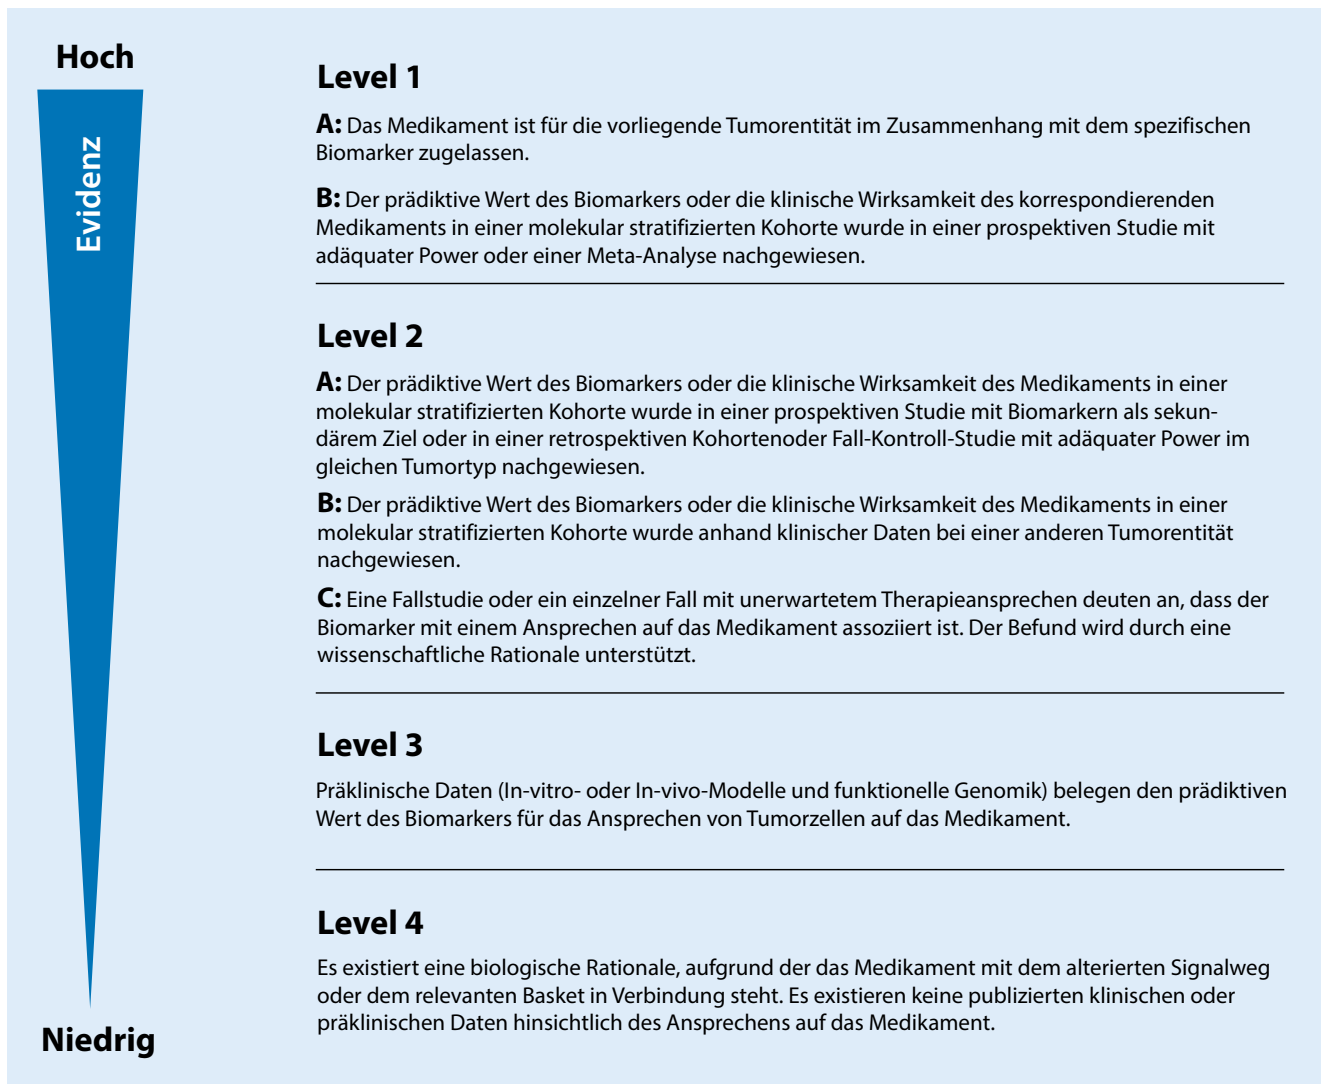 Hoch
Evidenz
Niedrig
Level 1
A: Das Medikament ist für die vorliegende Tumorentität im Zusammenhang mit dem spezifischen
Biomarker zugelassen.
B: Der prädiktive Wert des Biomarkers oder die klinische Wirksamkeit des korrespondierenden
Medikaments in einer molekular stratifizierten Kohorte wurde in einer prospektiven Studie mit
adäquater Power oder einer Meta-Analyse nachgewiesen.
Level 2
A: Der prädiktive Wert des Biomarkers oder die klinische Wirksamkeit des Medikaments in einer
molekular stratifizierten Kohorte wurde in einer prospektiven Studie mit Biomarkern als sekun-
därem Ziel oder in einer retrospektiven Kohortenoder Fall-Kontroll-Studie mit adäquater Power im
gleichen Tumortyp nachgewiesen.
B: Der prädiktive Wert des Biomarkers oder die klinische Wirksamkeit des Medikaments in einer
molekular stratifizierten Kohorte wurde anhand klinischer Daten bei einer anderen Tumorentität
nachgewiesen.
C: Eine Fallstudie oder ein einzelner Fall mit unerwartetem Therapieansprechen deuten an, dass der
Biomarker mit einem Ansprechen auf das Medikament assoziiert ist. Der Befund wird durch eine
wissenschaftliche Rationale unterstützt.
Level 3
Präklinische Daten (In-vitro- oder In-vivo-Modelle und funktionelle Genomik) belegen den prädiktiven
Wert des Biomarkers für das Ansprechen von Tumorzellen auf das Medikament.
Level 4
Es existiert eine biologische Rationale, aufgrund der das Medikament mit dem alterierten Signalweg
oder dem relevanten Basket in Verbindung steht. Es existieren keine publizierten klinischen oder
präklinischen Daten hinsichtlich des Ansprechens auf das Medikament.